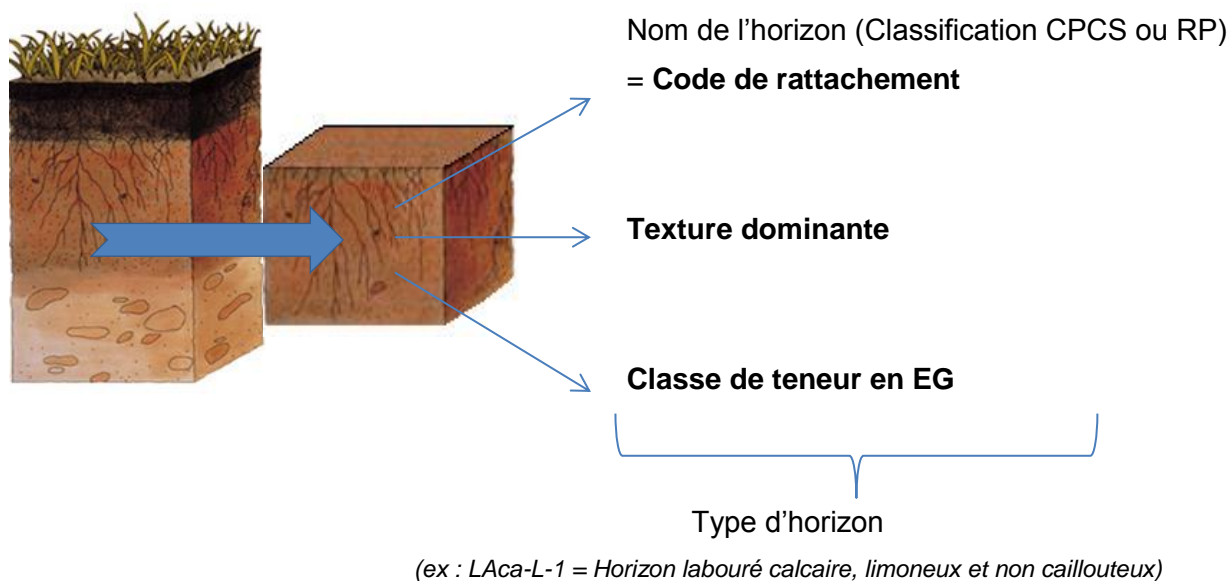 Nom de l’horizon (Classification CPCS ou RP)
= Code de rattachement
Texture dominante
Classe de teneur en EG
Type d’horizon
(ex : LAca-L-1 = Horizon labouré calcaire, limoneux et non caillouteux)